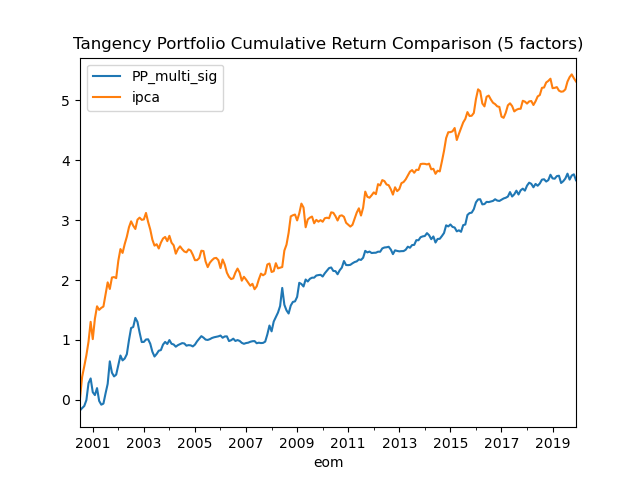 Tangency Portfolio Cumulative Return Comparison (5 factors)
PP_multi_sig
ipca
5
4
3
2
1
0
2001 2003 2005 2007 2009 2011 2013 2015 2017 2019
eom